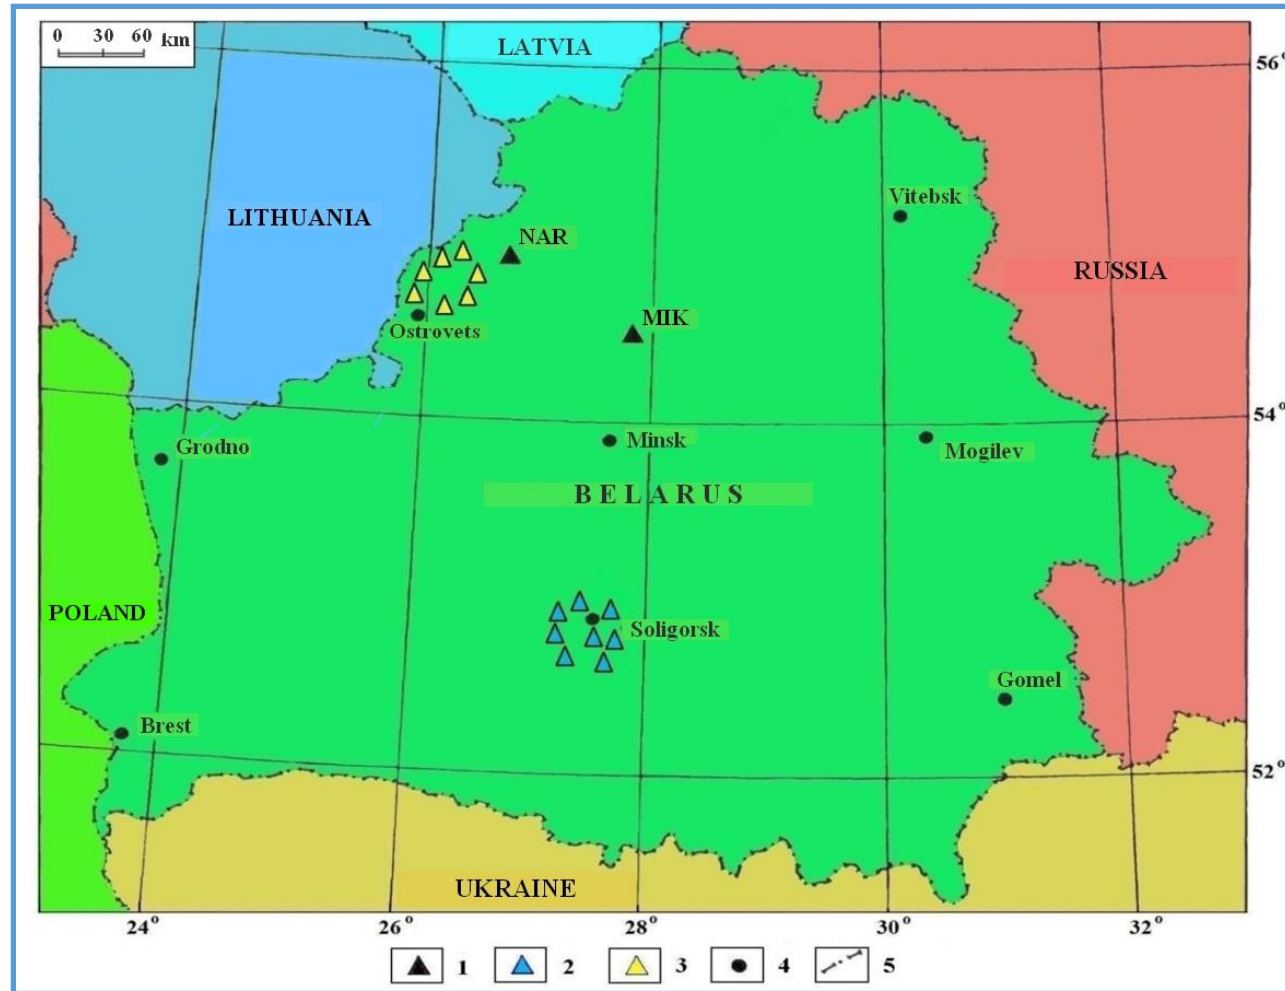 0 30 60 km
LATVIA
56°
Vitebsk
LITHUANIA
NAR
RUSSIA
MIK
Ostrovets
54°
Grodno
Minsk
Mogilev
BELARUS
POLAND
Soligorsk
Gomel
Brest
52°
UKRAINE
24° 26° 28° 30° 32°
1 2 3 4 5